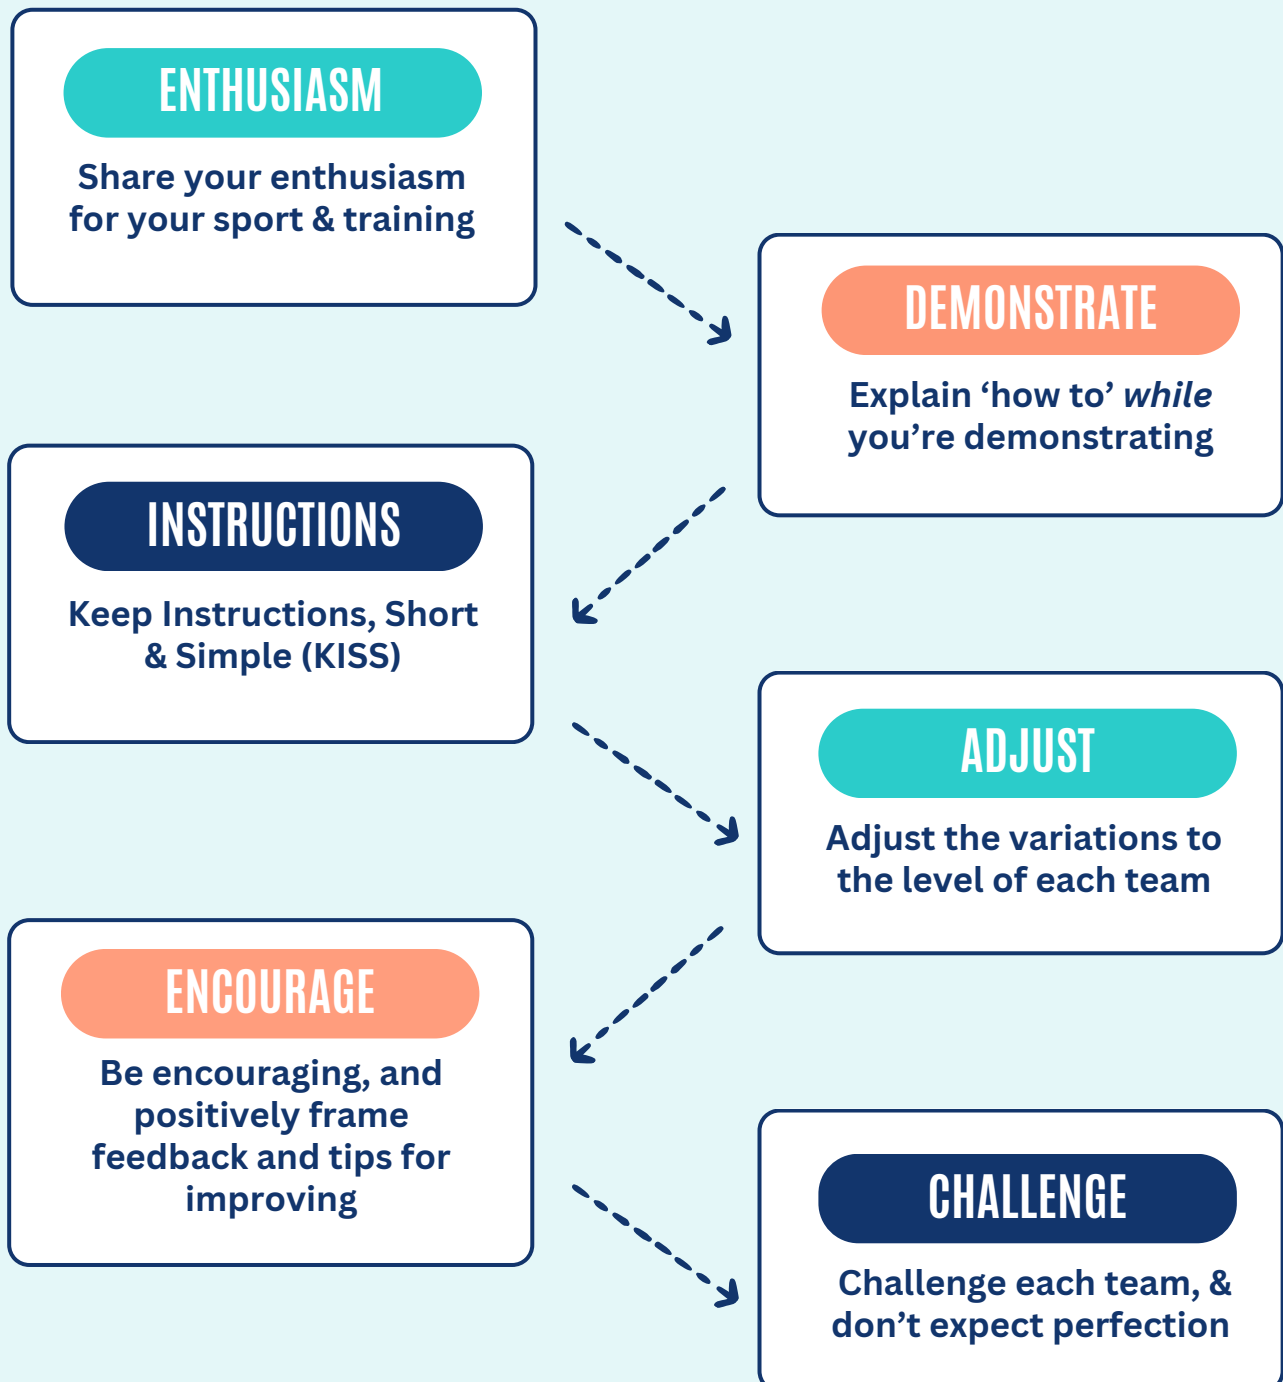 ENTHUSIASM
Share your enthusiasm
for your sport & training
DEMONSTRATE
Explain ‘how to’ while
you’re demonstrating
INSTRUCTIONS
Keep Instructions, Short
& Simple (KISS)
ADJUST
Adjust the variations to
the level of each team
ENCOURAGE
Be encouraging, and
positively frame
feedback and tips for
improving
CHALLENGE
Challenge each team, &
don’t expect perfection